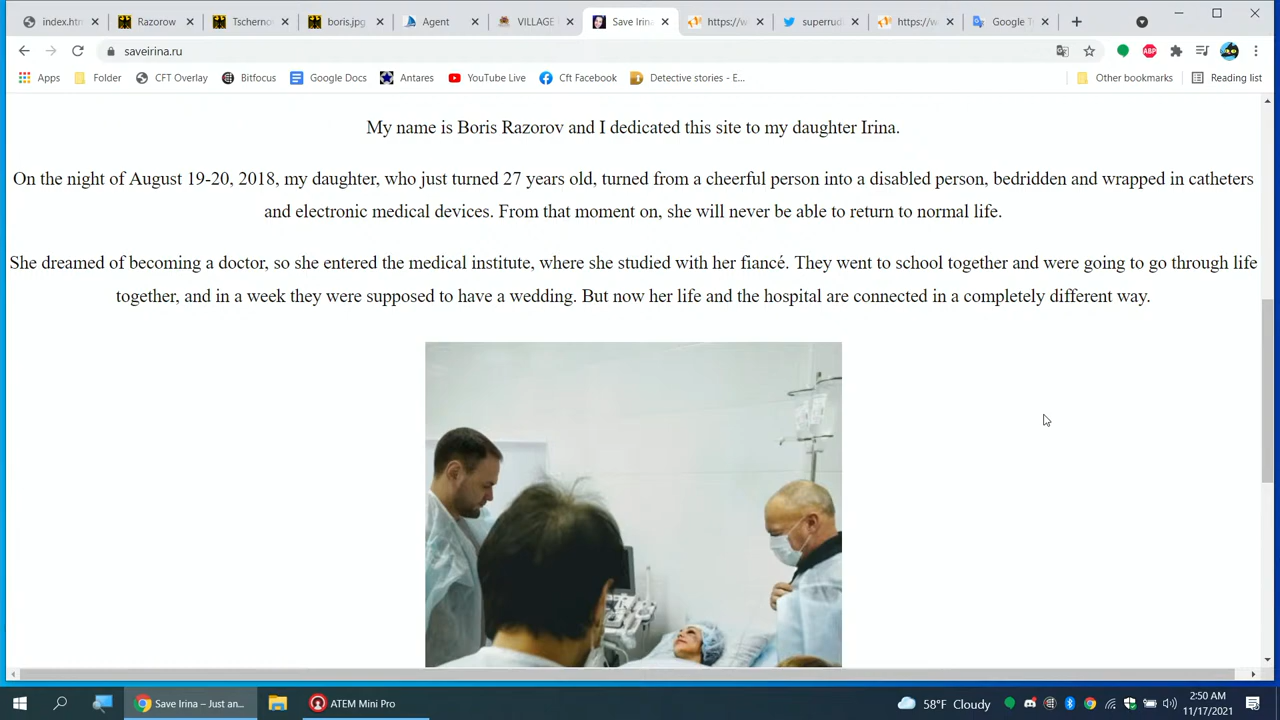 index.htm
Razorow
Tscherno
boris.jpg
Agent
VILLAGE
Save Irina
https://w
superruda
https://w
Google T
saveirina.ru
ABP
Apps
Folder
CFT Overlay
Bitfocus
Google Docs
Antares
YouTube Live
Cft Facebook
Detective stories - E...
Other bookmarks
Reading list
My name is Boris Razorov and I dedicated this site to my daughter Irina.
On the night of August 19-20, 2018, my daughter, who just turned 27 years old, turned from a cheerful person into a disabled person, bedridden and wrapped in catheters
and electronic medical devices. From that moment on, she will never be able to return to normal life.
She dreamed of becoming a doctor, so she entered the medical institute, where she studied with her fiancé. They went to school together and were going to go through life
together, and in a week they were supposed to have a wedding. But now her life and the hospital are connected in a completely different way.
Save Irina – Just an...
ATEM Mini Pro
58°F Cloudy
2:50 AM
11/17/2021